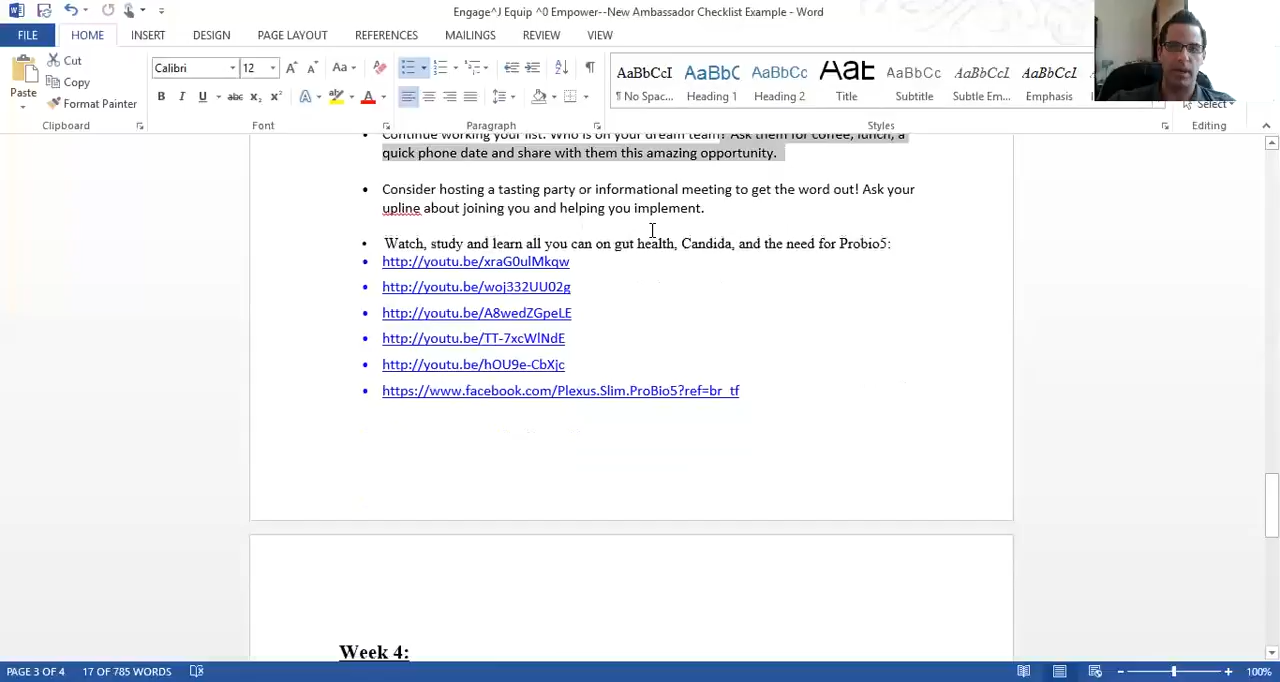 Engage^J Equip ^0 Empower--New Ambassador Checklist Example - Word
FILE HOME INSERT DESIGN PAGE LAYOUT REFERENCES MAILINGS REVIEW VIEW
Paste
Cut
Copy
Format Painter
Calibri 12
AaBbCcI AaBbC AaBbCc AaB AaBbCcD AaBbCcL AaBbCcL
¶ No Spac... Heading 1 Heading 2 Title Subtitle Subtle Em... Emphasis
Select
Clipboard Font Paragraph Styles Editing
Continue working your list. Who is on your dream team? Ask them for coffee, lunch, a
quick phone date and share with them this amazing opportunity.
Consider hosting a tasting party or informational meeting to get the word out! Ask your
upline about joining you and helping you implement.
Watch, study and learn all you can on gut health, Candida, and the need for Probio5:
http://youtu.be/xraG0ulMkqw
http://youtu.be/woj332UU02g
http://youtu.be/A8wedZGpeLE
http://youtu.be/TT-7xcWlNdE
http://youtu.be/hOU9e-CbXjc
https://www.facebook.com/Plexus.Slim.ProBio5?ref=br_tf
Week 4:
PAGE 3 OF 4 17 OF 785 WORDS 100%